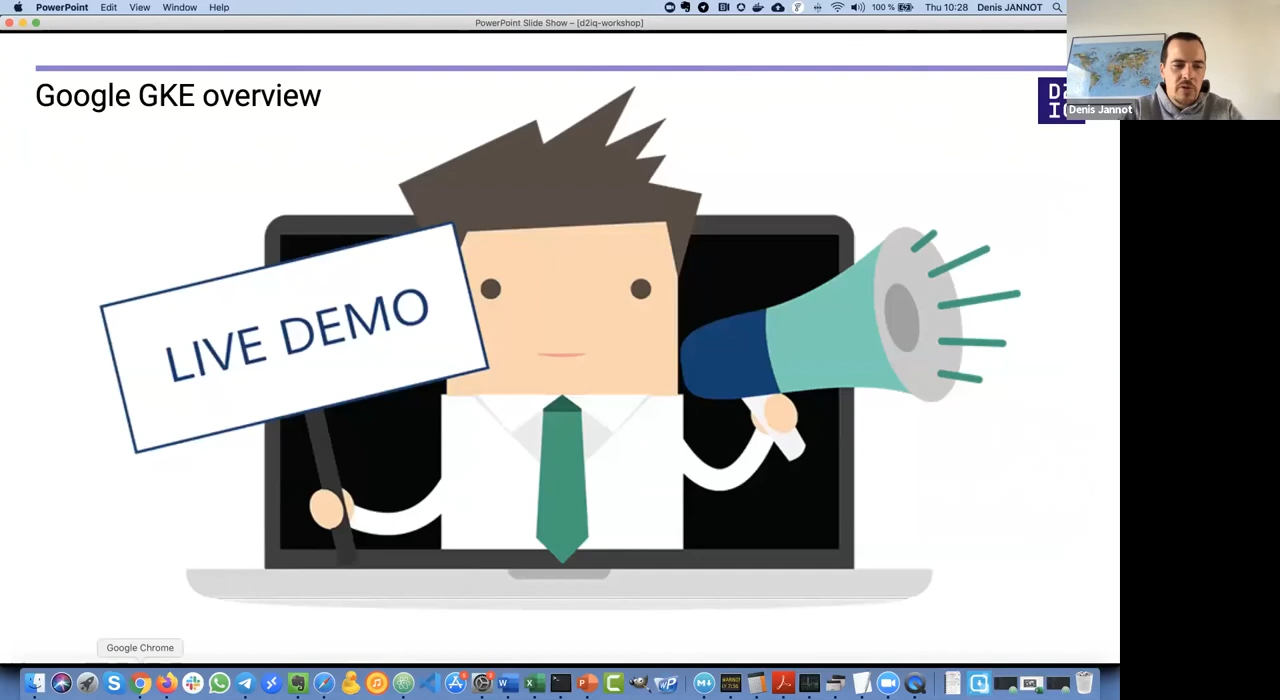 PowerPoint Edit View Window Help 100 % Thu 10:28 Denis JANNOT
PowerPoint Slide Show – [d2iq-workshop]
Google GKE overview
Denis Jannot
LIVE DEMO
Google Chrome